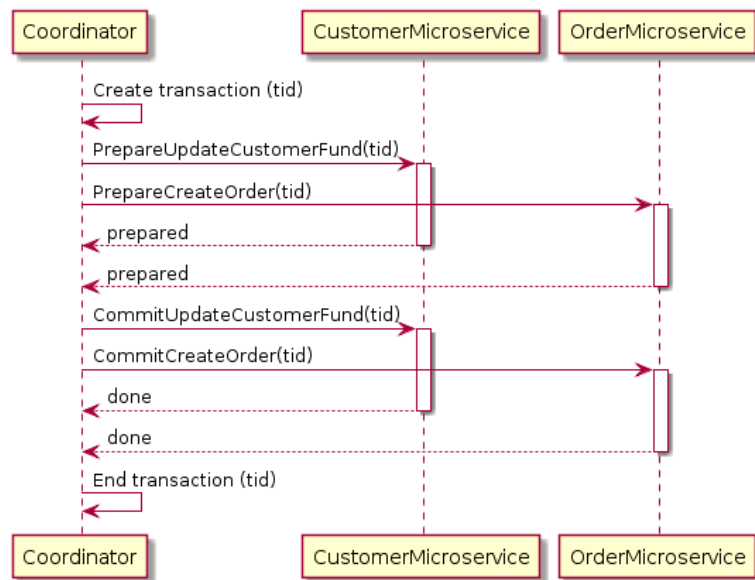 Coordinator CustomerMicroservice OrderMicroservice
Create transaction (tid)
PrepareUpdateCustomerFund(tid)
PrepareCreateOrder(tid)
prepared
prepared
CommitUpdateCustomerFund(tid)
CommitCreateOrder(tid)
done
done
End transaction (tid)
Coordinator CustomerMicroservice OrderMicroservice